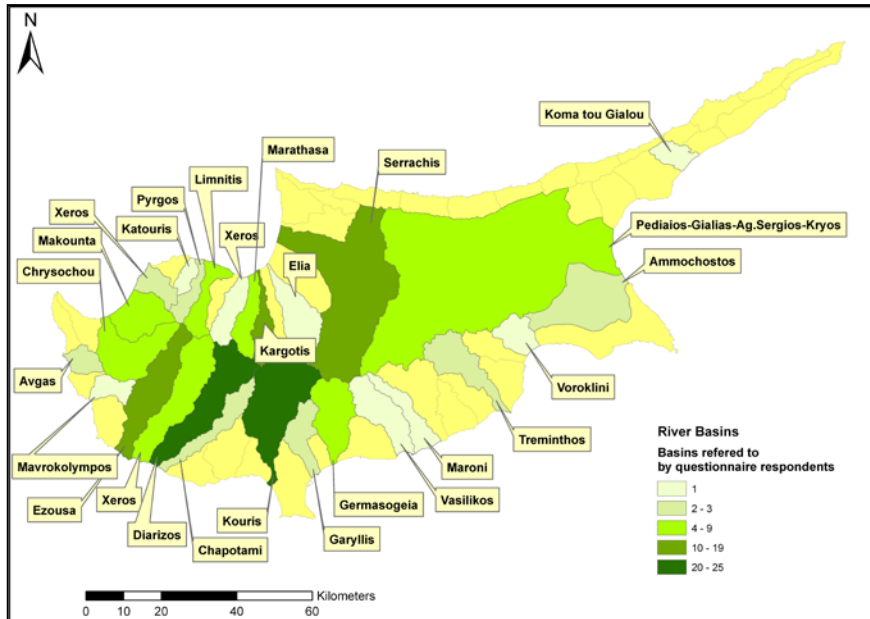 N
Koma tou Gialou
Marathasa
Serrachis
Limnitis
Pyrgos
Xeros
Katouris
Xeros
Makounta
Elia
Pediaios-Gialias-Ag.Sergios-Kryos
Chrysochou
Ammochostos
Kargotis
Avgas
Voroklini
Treminthos
Mavrokolympos
Maroni
Ezousa
Xeros
Vasilikos
Kouris
Germasogeia
Diarizos
Garyllis
Chapotami
River Basins
Basins refered to
by questionnaire respondents
1
2 - 3
4 - 9
10 - 19
20 - 25
Kilometers
0 10 20 40 60